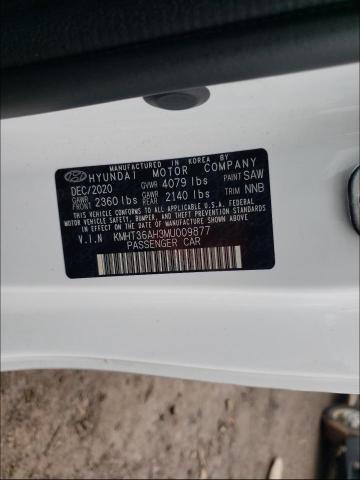 MANUFACTURED IN KOREA BY
HYUNDAI MOTOR COMPANY
DEC/2020 GVWR 4079 lbs PAINT SAW
GAWR FRONT 2360 lbs GAWR REAR 2140 lbs TRIM NNB
THIS VEHICLE CONFORMS TO ALL APPLICABLE U.S.A. FEDERAL
MOTOR VEHICLE SAFETY, BUMPER, AND THEFT PREVENTION
STANDARDS IN EFFECT ON THE DATE OF
MANUFACTURE SHOWN ABOVE.
V.I.N KMHT36AH3MU009877
PASSENGER CAR